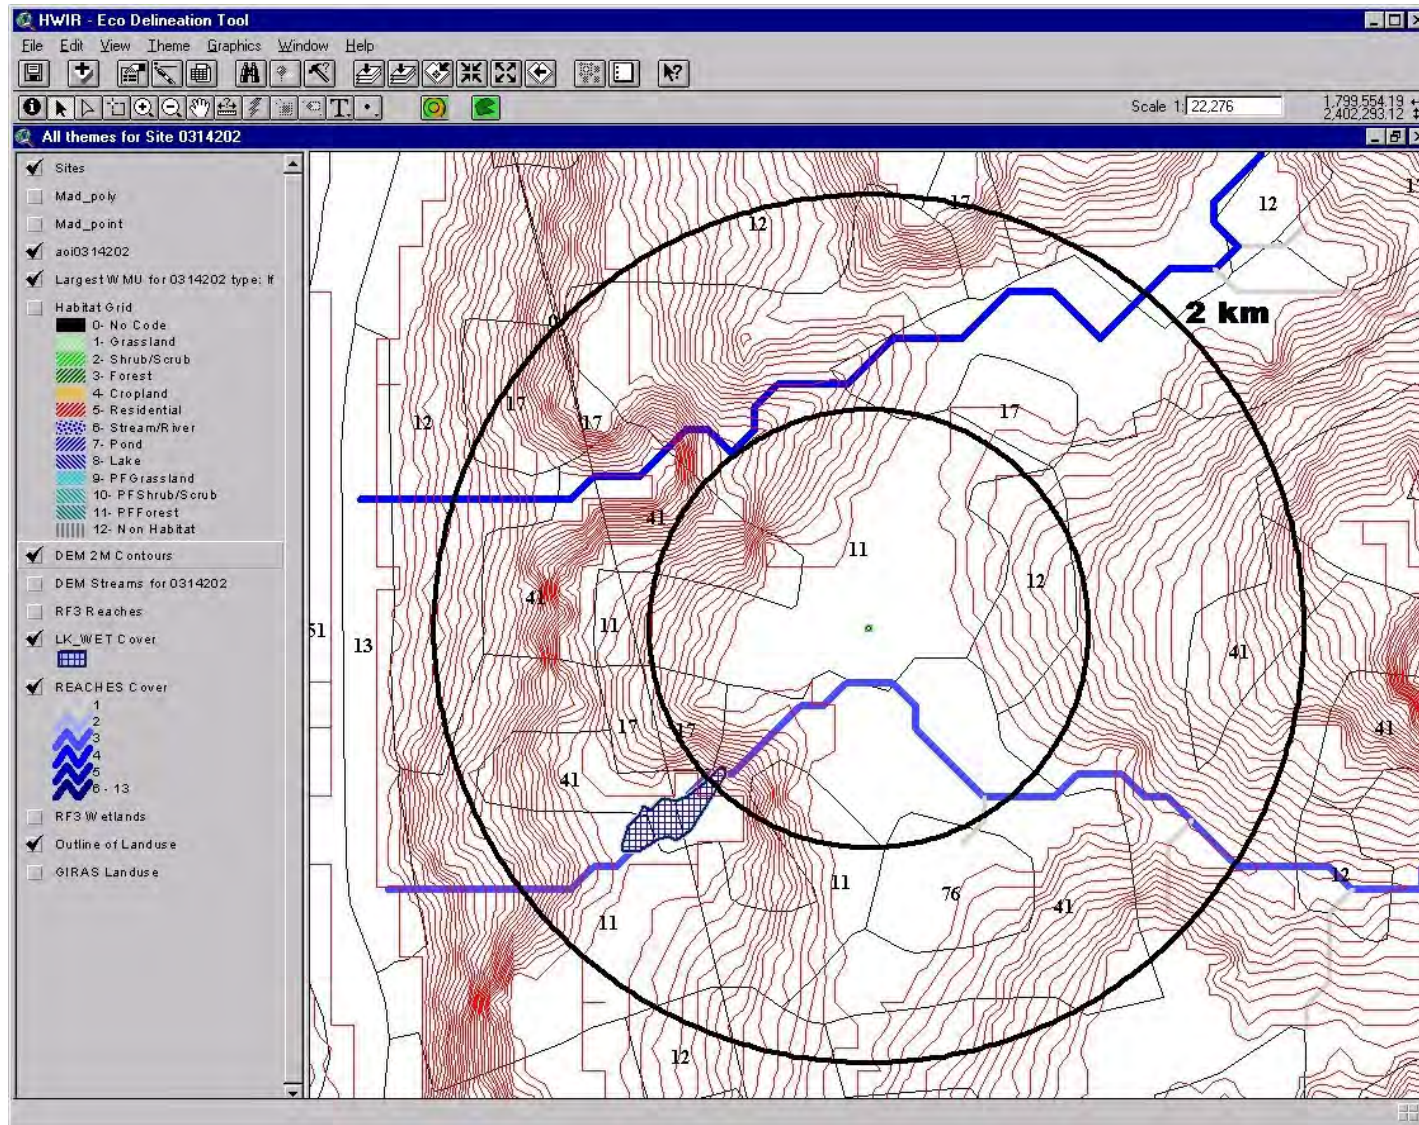 HWIR - Eco Delineation Tool
File Edit View Theme Graphics Window Help
Scale 1: 22,276
1,799,554.19
2,402,293.12
All themes for Site 0314202
Sites
Mad_poly
Mad_point
aoi0314202
Largest WMU for 0314202 type: lf
Habitat Grid
0- No Code
1- Grassland
2- Shrub/Scrub
3- Forest
4- Cropland
5- Residential
6- Stream/River
7- Pond
8- Lake
9- PFGrassland
10- PFShrub/Scrub
11- PFForest
12- Non Habitat
DEM 2M Contours
DEM Streams for 0314202
RF3 Reaches
LK_WET Cover
REACHES Cover
1
2
3
4
5
6 - 13
RF3 Wetlands
Outline of Landuse
GIRAS Landuse
17
12
12
2 km
0
17
17
12
17
41
11
12
41
11
51
13
41
17
17
41
41
12
11
76
41
11
12